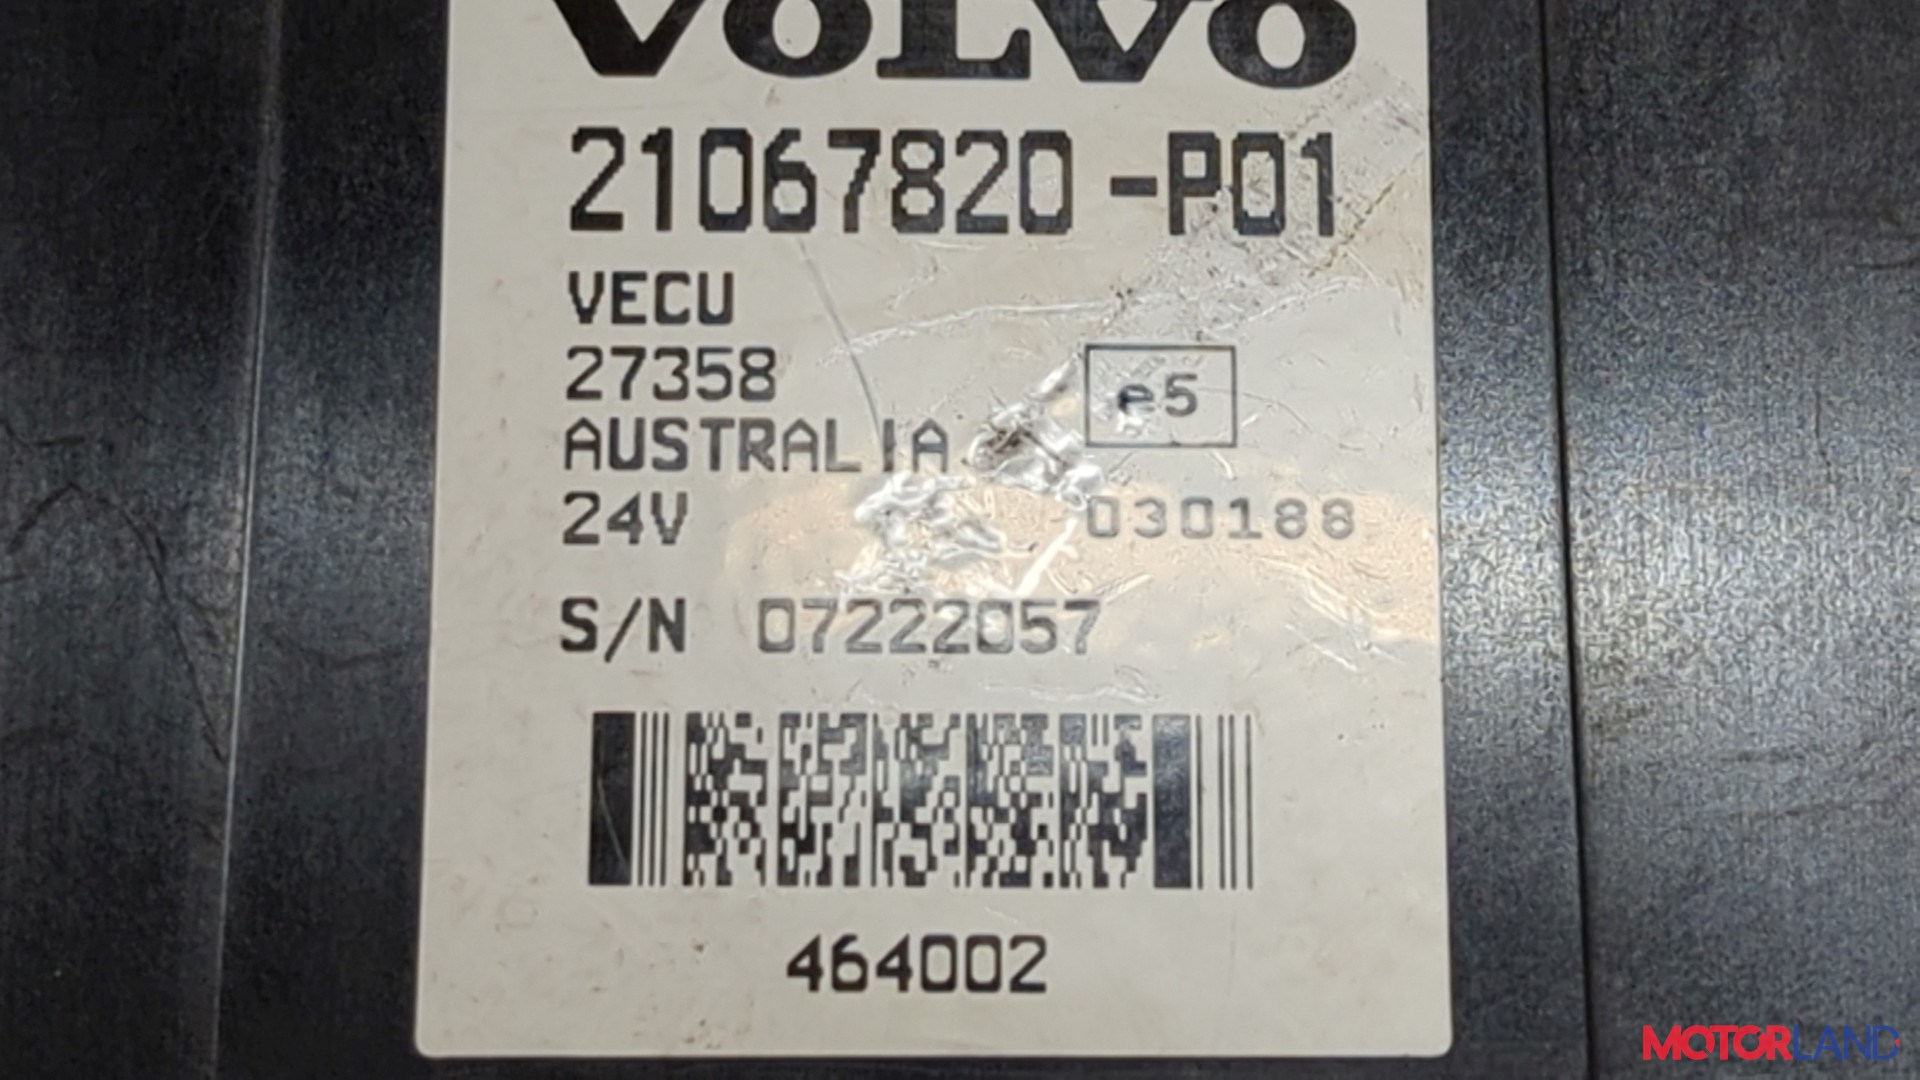 VOLVO
21067820-P01
VECU
27358
e5
AUSTRALIA
24V
030188
S/N 07222057
464002
MOTORLAND